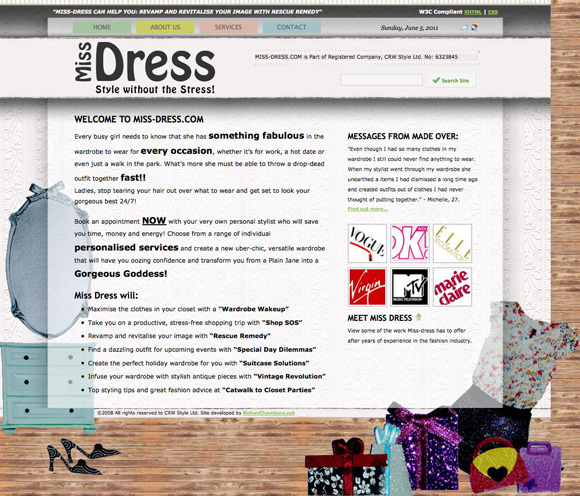 "MISS-DRESS CAN HELP YOU: REVAMP AND REVITALISE YOUR IMAGE WITH RESCUE REMEDY"
W3C Compliant XHTML | CSS
HOME
ABOUT US
SERVICES
CONTACT
Sunday, June 5, 2011
Miss Dress
Style without the Stress!
MISS-DRESS.COM is Part of Registered Company, CRW Style Ltd. No: 6323845
Search Site
WELCOME TO MISS-DRESS.COM
Every busy girl needs to know that she has something fabulous in the
wardrobe to wear for every occasion, whether it's for work, a hot date or
even just a walk in the park. What's more she must be able to throw a drop-dead
outfit together fast!!
Ladies, stop tearing your hair out over what to wear and get set to look your
gorgeous best 24/7!
Book an appointment NOW with your very own personal stylist who will save
you time, money and energy! Choose from a range of individual
personalised services and create a new uber-chic, versatile wardrobe
that will have you oozing confidence and transform you from a Plain Jane into a
Gorgeous Goddess!
Miss Dress will:
Maximise the clothes in your closet with a "Wardrobe Wakeup"
Take you on a productive, stress-free shopping trip with "Shop SOS"
Revamp and revitalise your image with "Rescue Remedy"
Find a dazzling outfit for upcoming events with "Special Day Dilemmas"
Create the perfect holiday wardrobe for you with "Suitcase Solutions"
Infuse your wardrobe with stylish antique pieces with "Vintage Revolution"
Top styling tips and great fashion advice at "Catwalk to Closet Parties"
MESSAGES FROM MADE OVER:
"Even though I had so many clothes in my
wardrobe I still could never find anything to wear.
When my stylist went through my wardrobe she
unearthed a items I had dismissed a long time ago
and created outfits out of clothes I had never
thought of putting together." - Michelle, 27.
Find out more...
VOGUE
OK!
ELLE
Virgin
MTV
MUSIC TELEVISION
marie claire
MEET MISS DRESS
View some of the work Miss-dress has to offer
after years of experience in the fashion industry.
©2008 All rights reserved to CRW Style Ltd. Site developed by RohanChambers.net